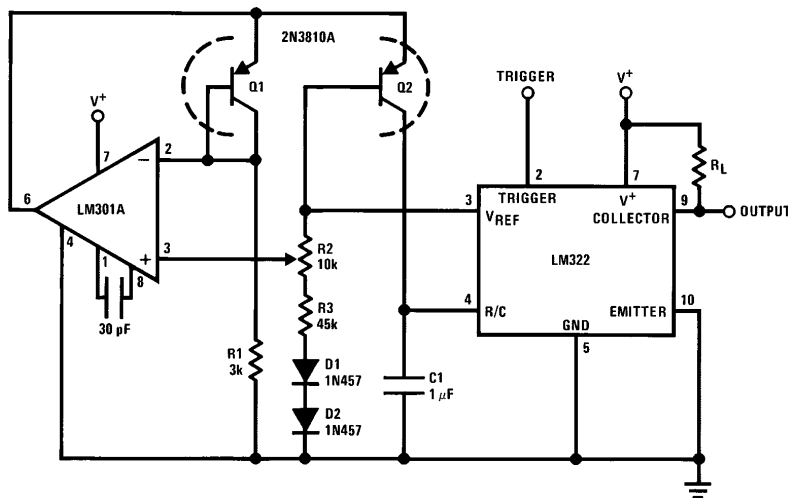 2N3810A
Q1
Q2
V+
7
2
−
6
LM301A
4
1
8
+
3
30 pF
R1
3k
R2
10k
R3
45k
D1
1N457
D2
1N457
C1
1 μF
TRIGGER
V+
2
7
RL
3
VREF
TRIGGER
V+
COLLECTOR
9
OUTPUT
LM322
4
R/C
EMITTER
10
GND
5